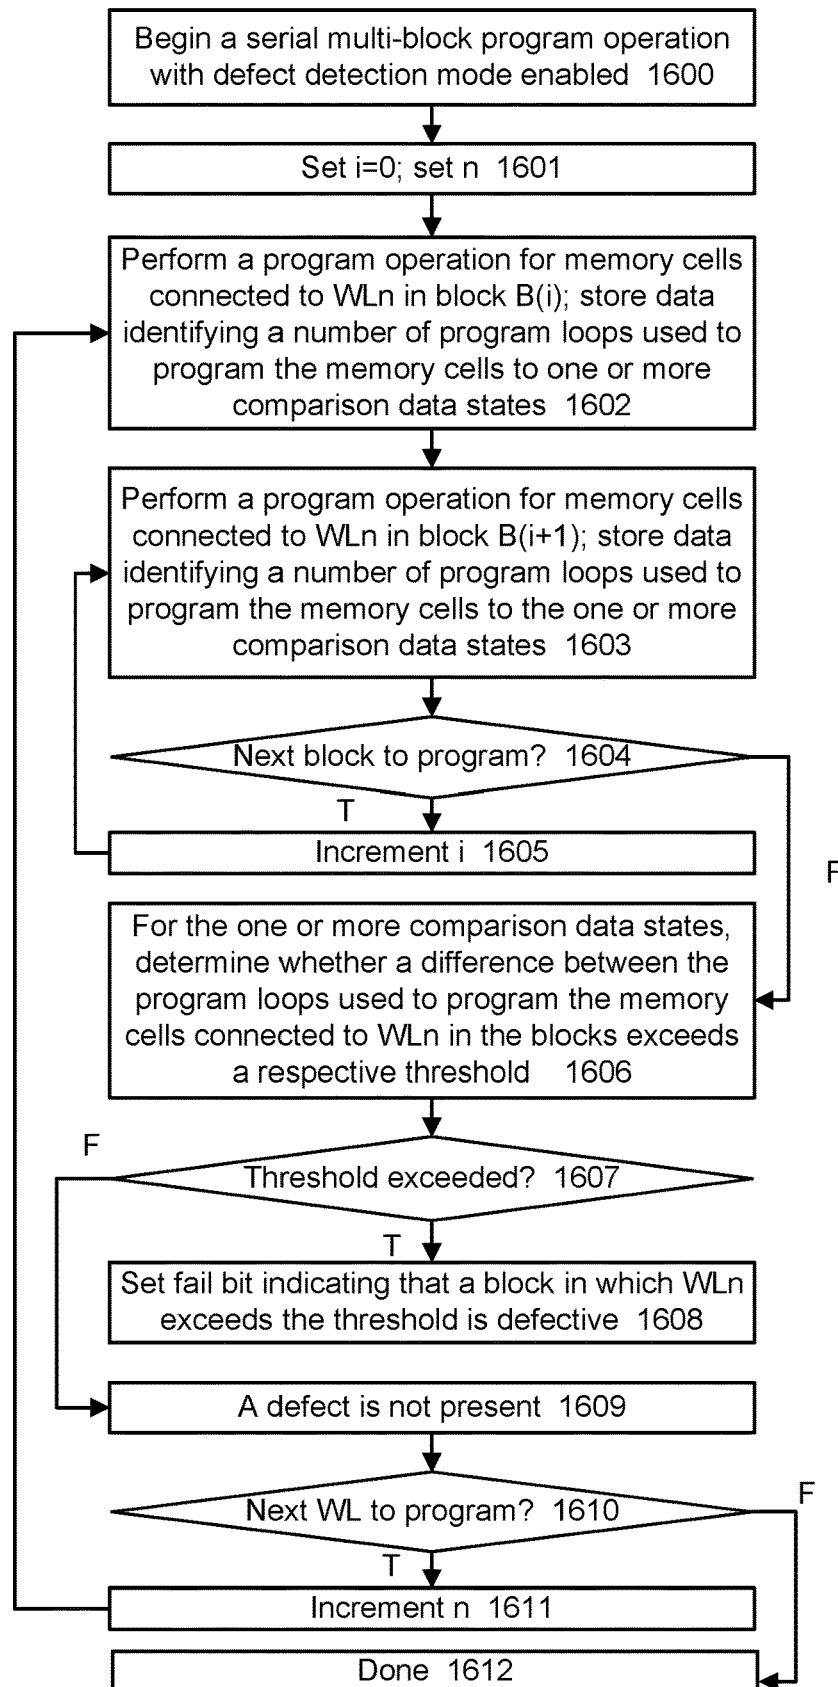 Begin a serial multi-block program operation
with defect detection mode enabled 1600
Set i=0; set n 1601
Perform a program operation for memory cells
connected to WLn in block B(i); store data
identifying a number of program loops used to
program the memory cells to one or more
comparison data states 1602
Perform a program operation for memory cells
connected to WLn in block B(i+1); store data
identifying a number of program loops used to
program the memory cells to the one or more
comparison data states 1603
Next block to program? 1604
T
Increment i 1605
F
For the one or more comparison data states,
determine whether a difference between the
program loops used to program the memory
cells connected to WLn in the blocks exceeds
a respective threshold 1606
F
Threshold exceeded? 1607
T
Set fail bit indicating that a block in which WLn
exceeds the threshold is defective 1608
A defect is not present 1609
F
Next WL to program? 1610
T
Increment n 1611
Done 1612